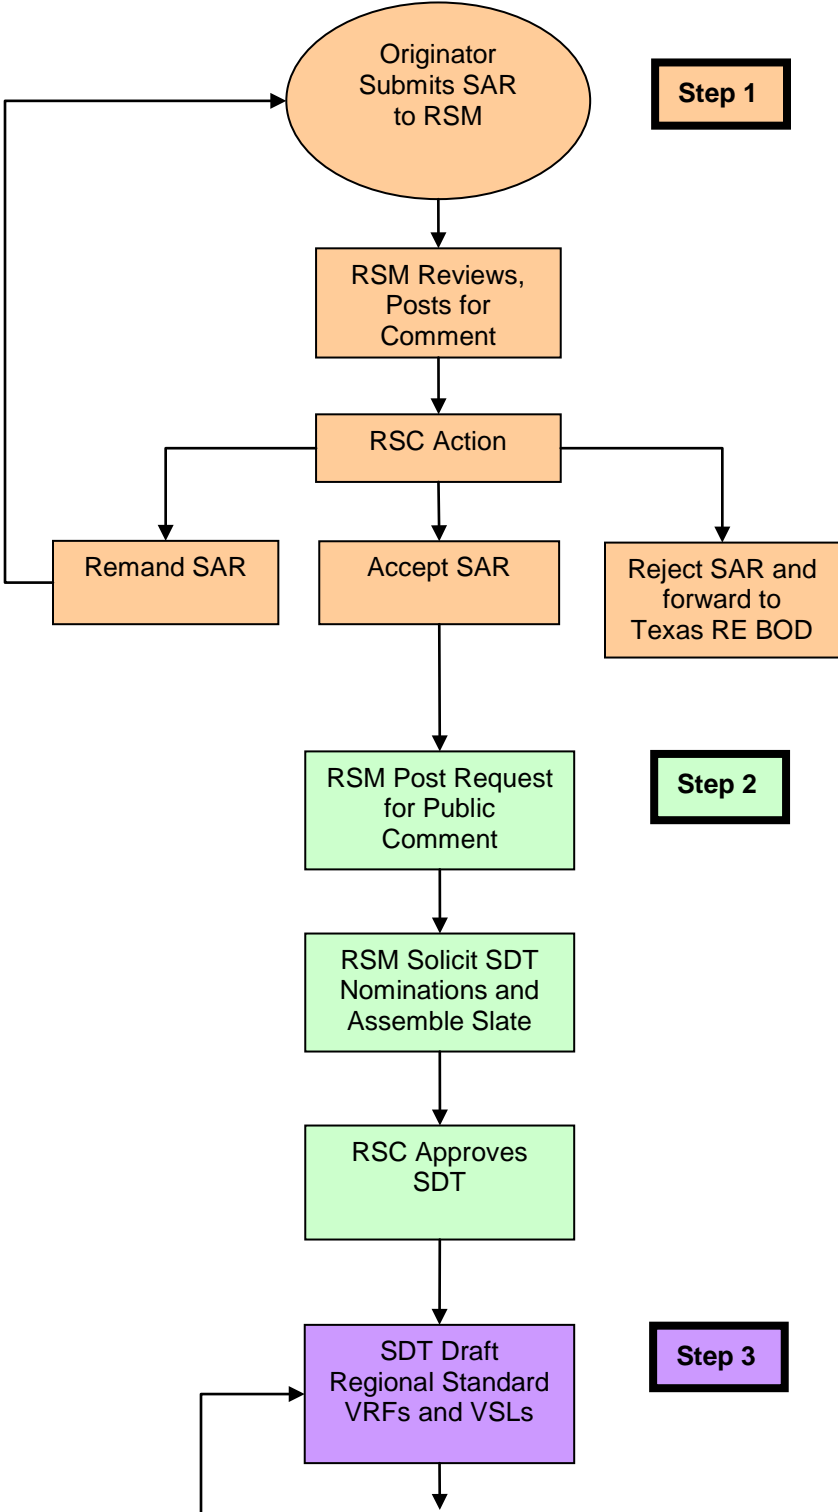 Originator
Submits SAR
to RSM
Step 1
RSM Reviews,
Posts for
Comment
RSC Action
Remand SAR
Accept SAR
Reject SAR and
forward to
Texas RE BOD
RSM Post Request
for Public
Comment
Step 2
RSM Solicit SDT
Nominations and
Assemble Slate
RSC Approves
SDT
SDT Draft
Regional Standard
VRFs and VSLs
Step 3